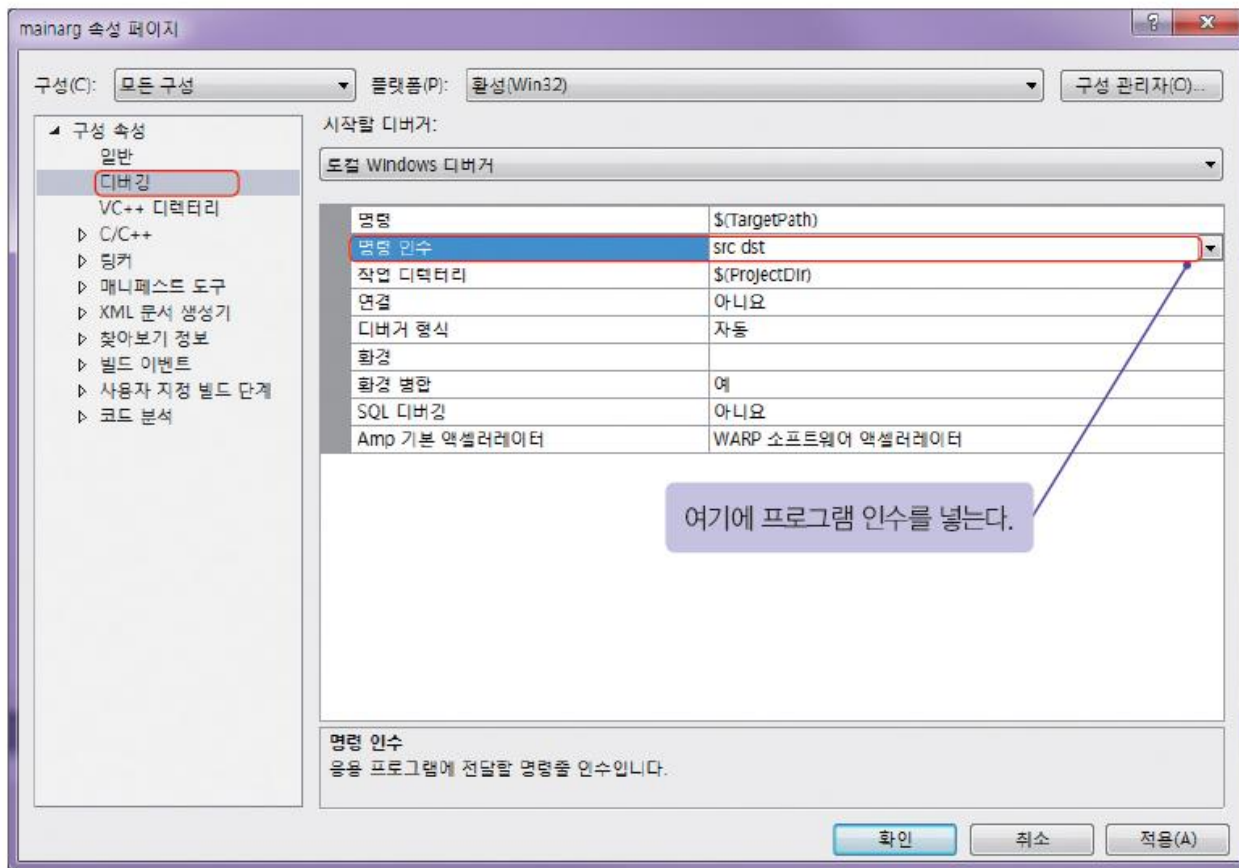 mainarg 속성 페이지
구성(C): 모든 구성 플랫폼(P): 활성(Win32) 구성 관리자(O)...
구성 속성
일반
디버깅
VC++ 디렉터리
C/C++
링커
매니페스트 도구
XML 문서 생성기
찾아보기 정보
빌드 이벤트
사용자 지정 빌드 단계
코드 분석
시작할 디버거:
로컬 Windows 디버거
명령 $(TargetPath)
명령 인수 src dst
작업 디렉터리 $(ProjectDir)
연결 아니요
디버거 형식 자동
환경
환경 병합 예
SQL 디버깅 아니요
Amp 기본 액셀러레이터 WARP 소프트웨어 액셀러레이터
여기에 프로그램 인수를 넣는다.
명령 인수
응용 프로그램에 전달할 명령줄 인수입니다.
확인 취소 적용(A)